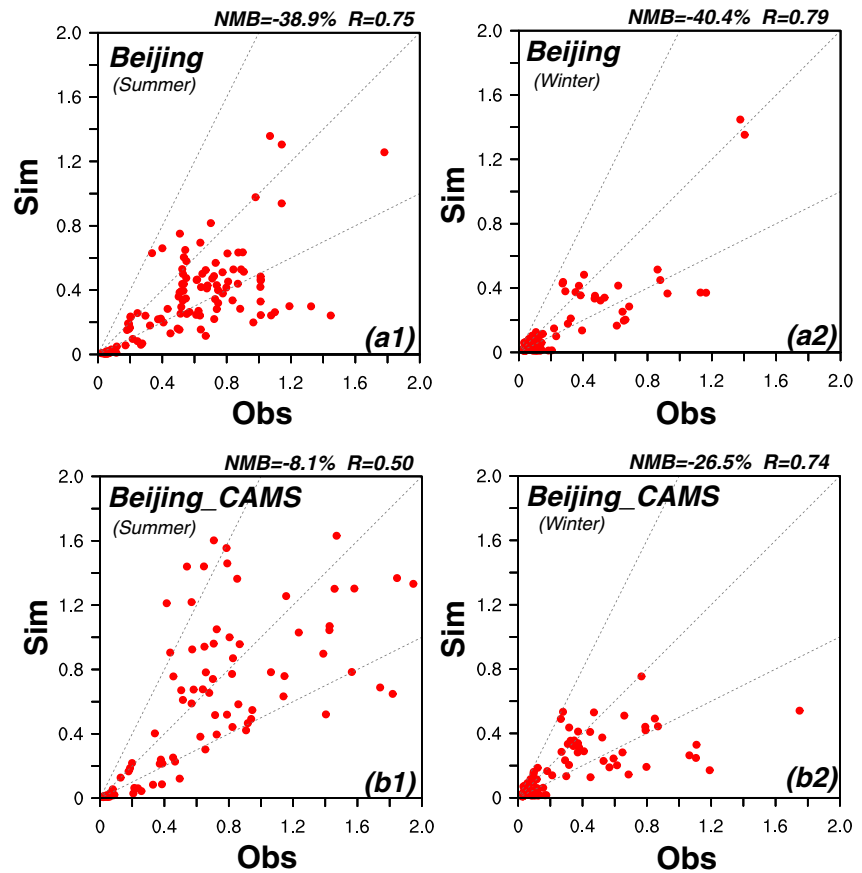 NMB=-38.9% R=0.75
2.0
Beijing
(Summer)
1.6
1.2
Sim
0.8
0.4
0
(a1)
0 0.4 0.8 1.2 1.6 2.0
Obs
NMB=-40.4% R=0.79
2.0
Beijing
(Winter)
1.6
1.2
Sim
0.8
0.4
0
(a2)
0 0.4 0.8 1.2 1.6 2.0
Obs
NMB=-8.1% R=0.50
2.0
Beijing_CAMS
(Summer)
1.6
1.2
Sim
0.8
0.4
0
(b1)
0 0.4 0.8 1.2 1.6 2.0
Obs
NMB=-26.5% R=0.74
2.0
Beijing_CAMS
(Winter)
1.6
1.2
Sim
0.8
0.4
0
(b2)
0 0.4 0.8 1.2 1.6 2.0
Obs